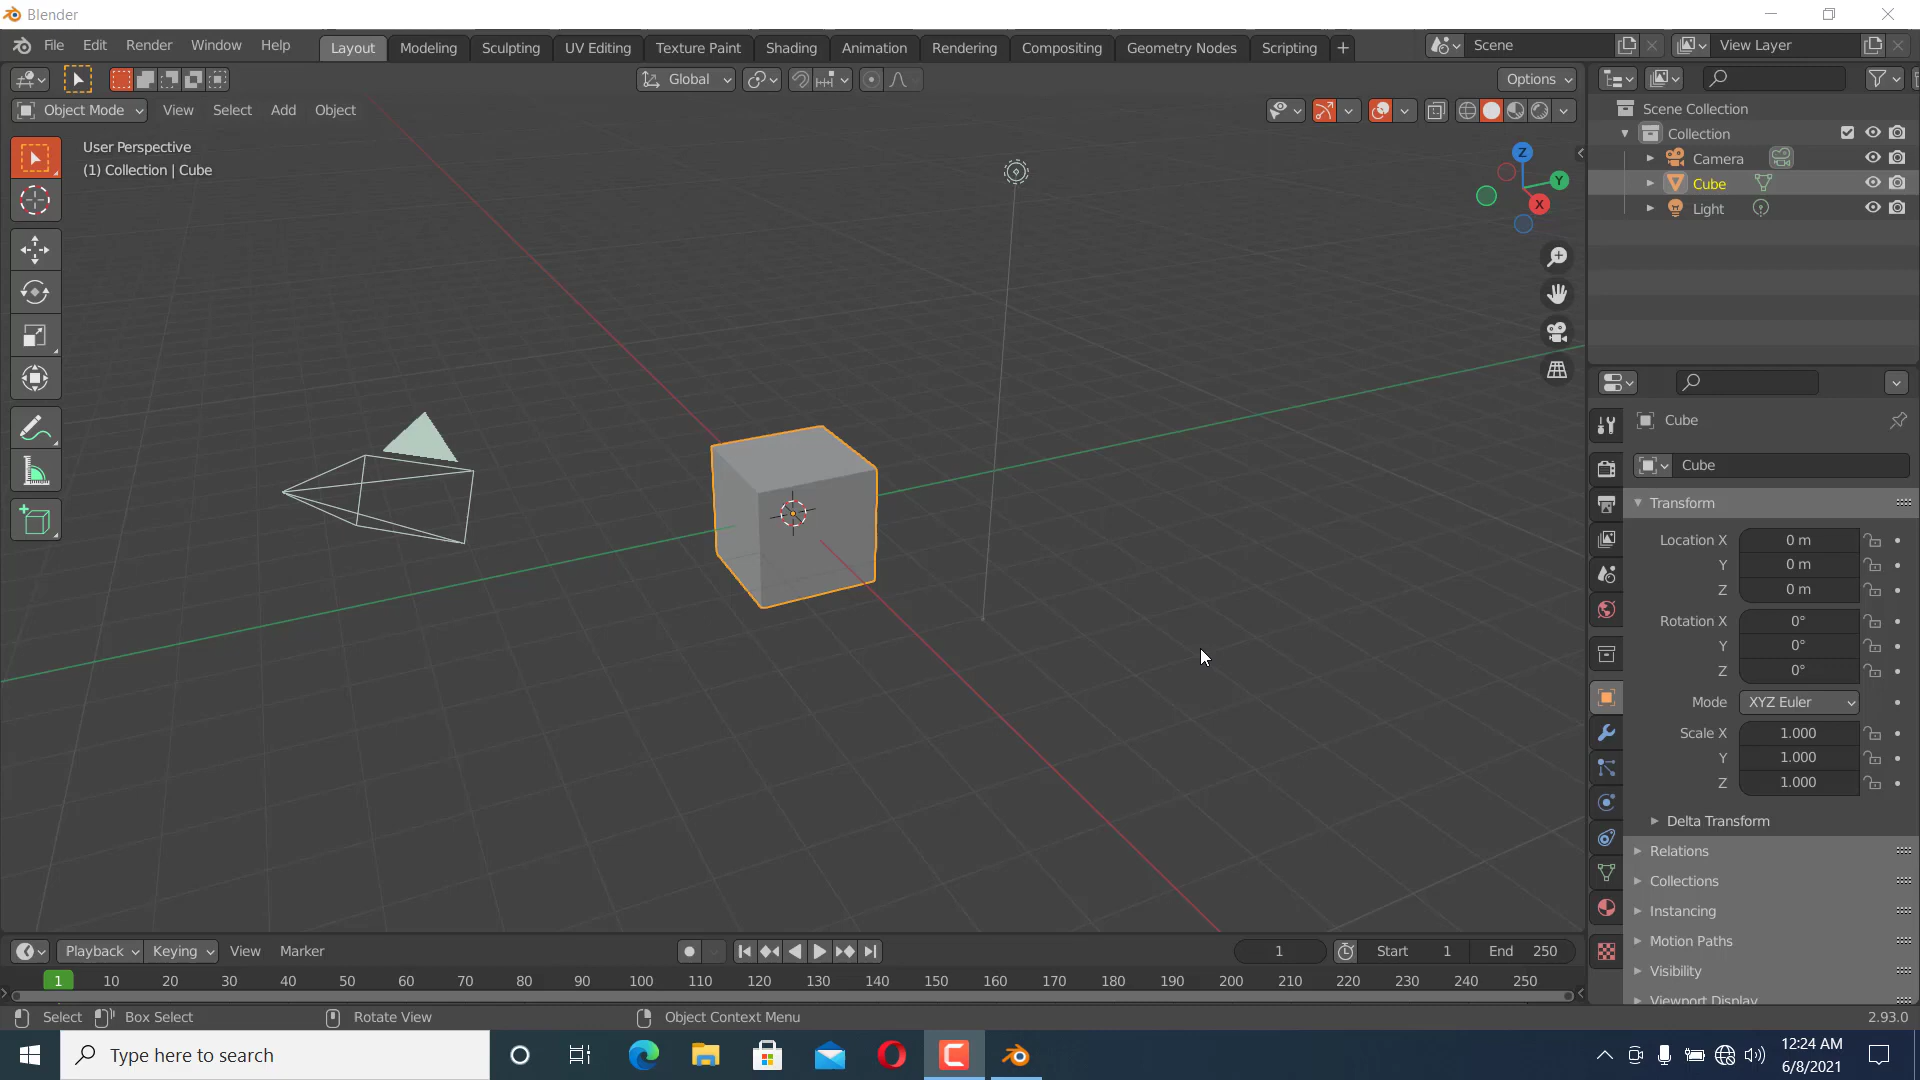 Blender
File Edit Render Window Help Layout Modeling Sculpting UV Editing Texture Paint Shading Animation Rendering Compositing Geometry Nodes Scripting + Scene View Layer
Global Options
Object Mode View Select Add Object
User Perspective
(1) Collection | Cube
Z
Y
X
Scene Collection
Collection
Camera
Cube
Light
Cube
Cube
Transform
Location X 0 m
Y 0 m
Z 0 m
Rotation X 0°
Y 0°
Z 0°
Mode XYZ Euler
Scale X 1.000
Y 1.000
Z 1.000
Delta Transform
Relations
Collections
Instancing
Motion Paths
Visibility
Viewport Display
Playback Keying View Marker 1 Start 1 End 250
1 10 20 30 40 50 60 70 80 90 100 110 120 130 140 150 160 170 180 190 200 210 220 230 240 250
Select Box Select Rotate View Object Context Menu 2.93.0
Type here to search
12:24 AM
6/8/2021